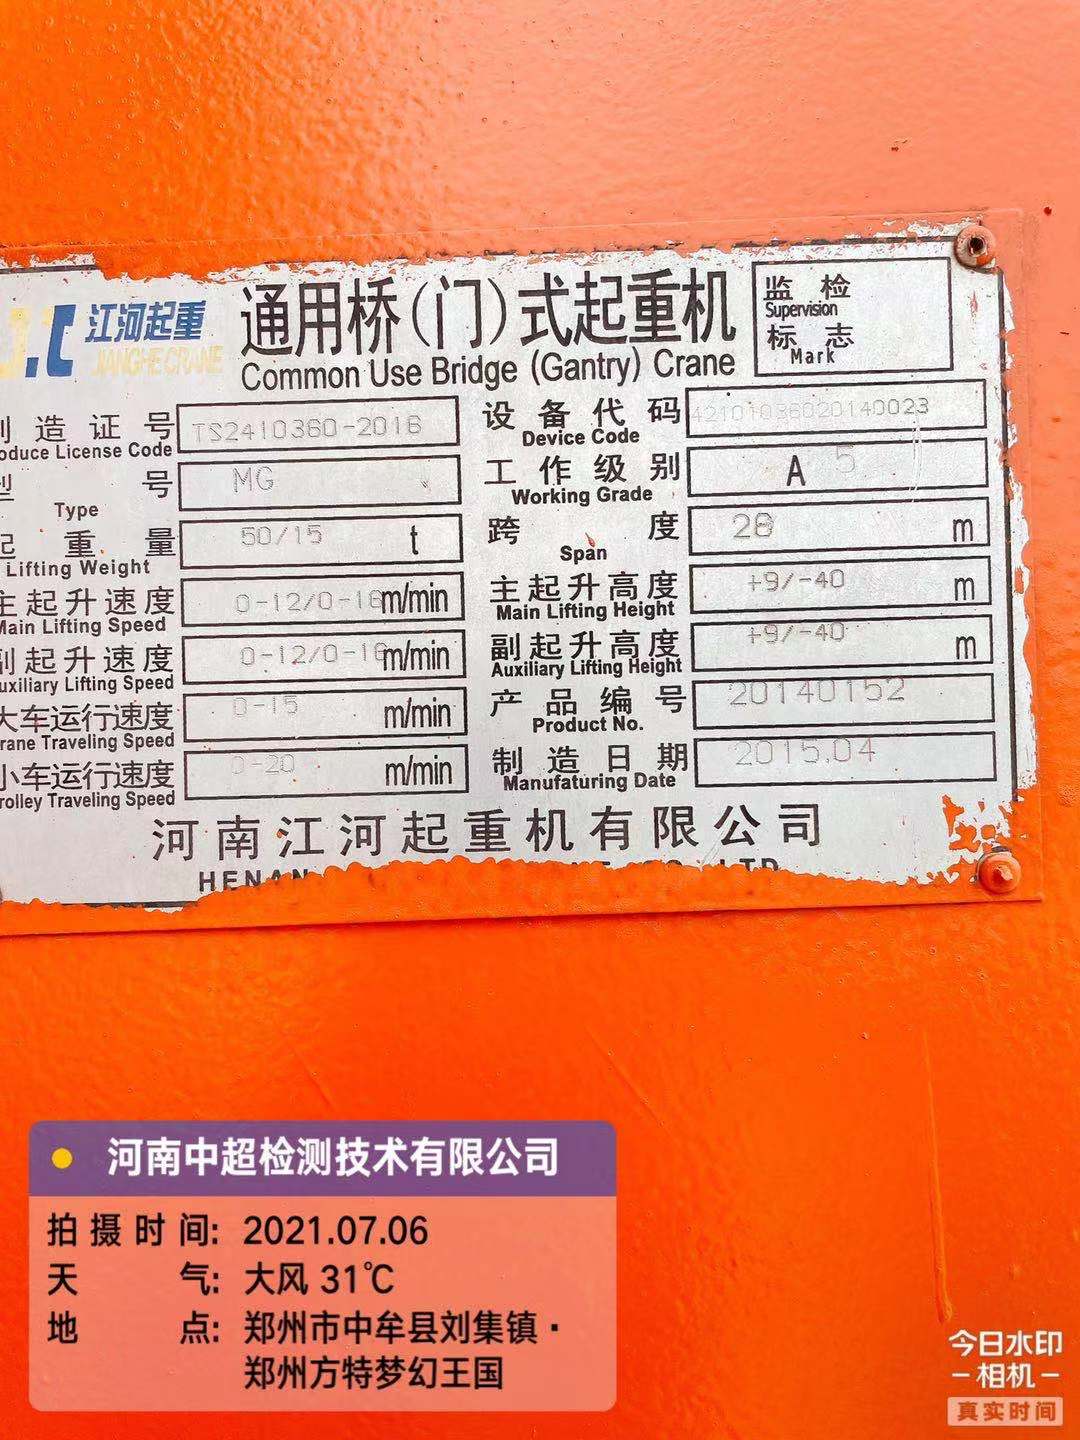 江河起重
JIANGHE CRANE
通用桥(门)式起重机
Common Use Bridge (Gantry) Crane
监检
Supervision
标志
Mark
造证号 TS2410360-2016
oduce License Code
号 MG
Type
重量 50/15 t
Lifting Weight
主起升速度 0-12/0-16 m/min
Main Lifting Speed
副起升速度 0-12/0-16 m/min
uxiliary Lifting Speed
大车运行速度 0-15 m/min
rane Traveling Speed
小车运行速度 0-20 m/min
rolley Traveling Speed
设备代码 42101036020140023
Device Code
工作级别 A 5
Working Grade
跨度 28 m
Span
主起升高度 +9/-40 m
Main Lifting Height
副起升高度 +9/-40 m
Auxiliary Lifting Height
产品编号 20140152
Product No.
制造日期 2015.04
Manufaturing Date
河南江河起重机有限公司
HENAN CO.,LTD
河南中超检测技术有限公司
拍摄时间: 2021.07.06
天气: 大风 31℃
地点: 郑州市中牟县刘集镇·
郑州方特梦幻王国
今日水印
相机
真实时间